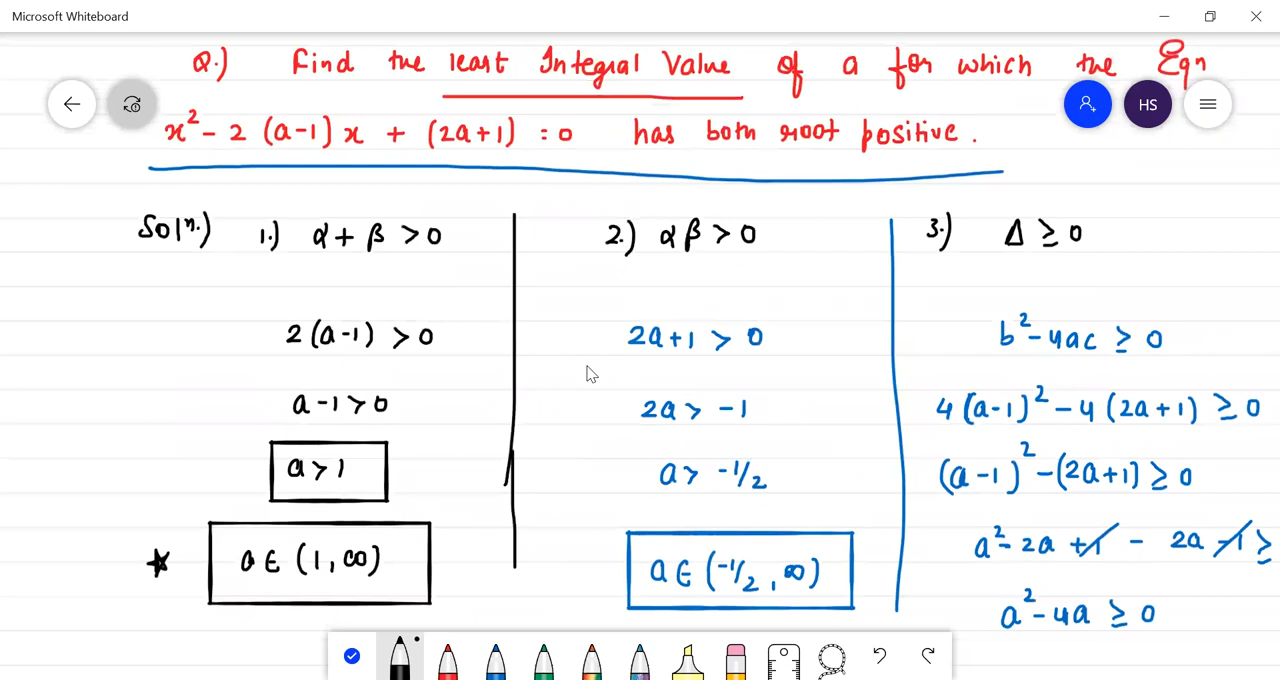 Microsoft Whiteboard
Q.) Find the least Integral Value of a for which the Eqn
x² - 2 (a-1) x + (2a+1) = 0 has both root positive.
HS
Solⁿ.) 1.) α + β > 0
2(a-1) > 0
a-1 > 0
a > 1
★ a ∈ (1, ∞)
2.) α β > 0
2a+1 > 0
2a > -1
a > -1/2
a ∈ (-1/2, ∞)
3.) Δ ≥ 0
b² - 4ac ≥ 0
4(a-1)² - 4(2a+1) ≥ 0
(a-1)² - (2a+1) ≥ 0
a² - 2a +1 - 2a -1 ≥
a² - 4a ≥ 0